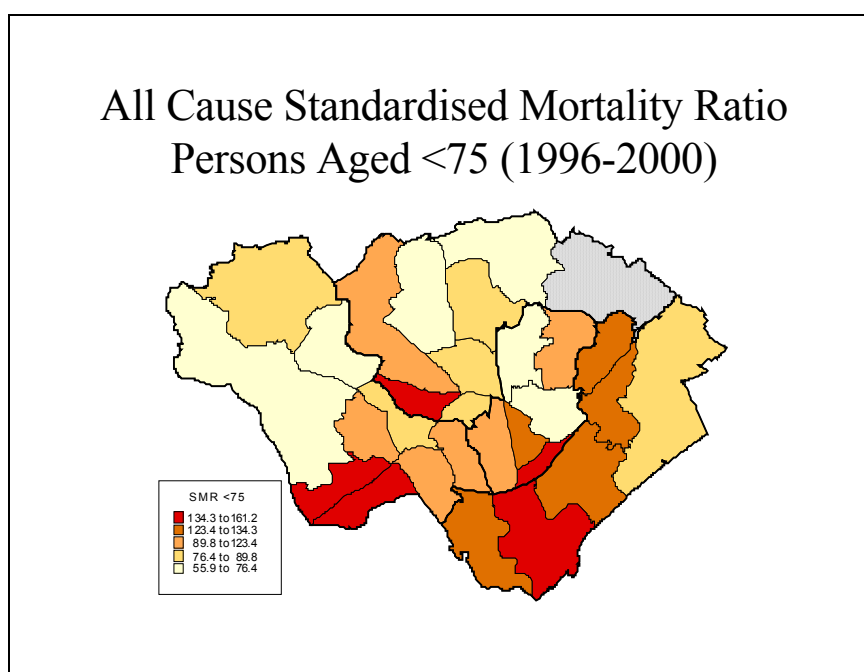 All Cause Standardised Mortality Ratio
Persons Aged <75 (1996-2000)
SMR <75
134.3 to 161.2
123.4 to 134.3
89.8 to 123.4
76.4 to 89.8
55.9 to 76.4